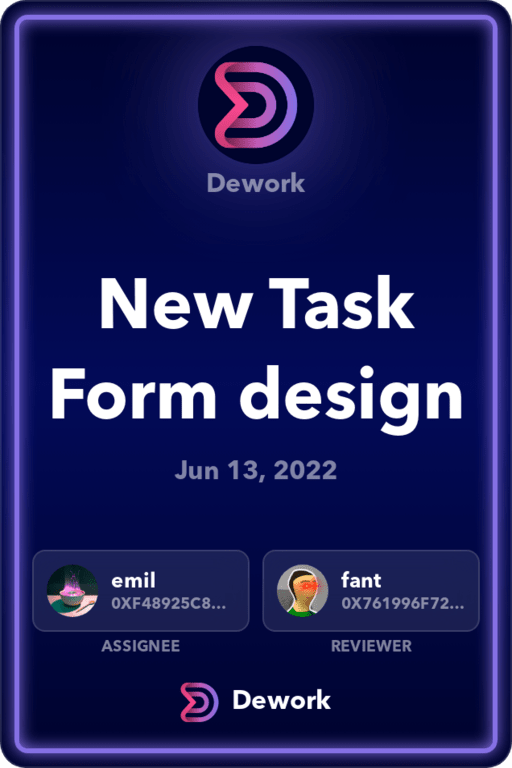 Dework
New Task
Form design
Jun 13, 2022
emil
0XF48925C8...
fant
0X761996F72...
ASSIGNEE
REVIEWER
Dework